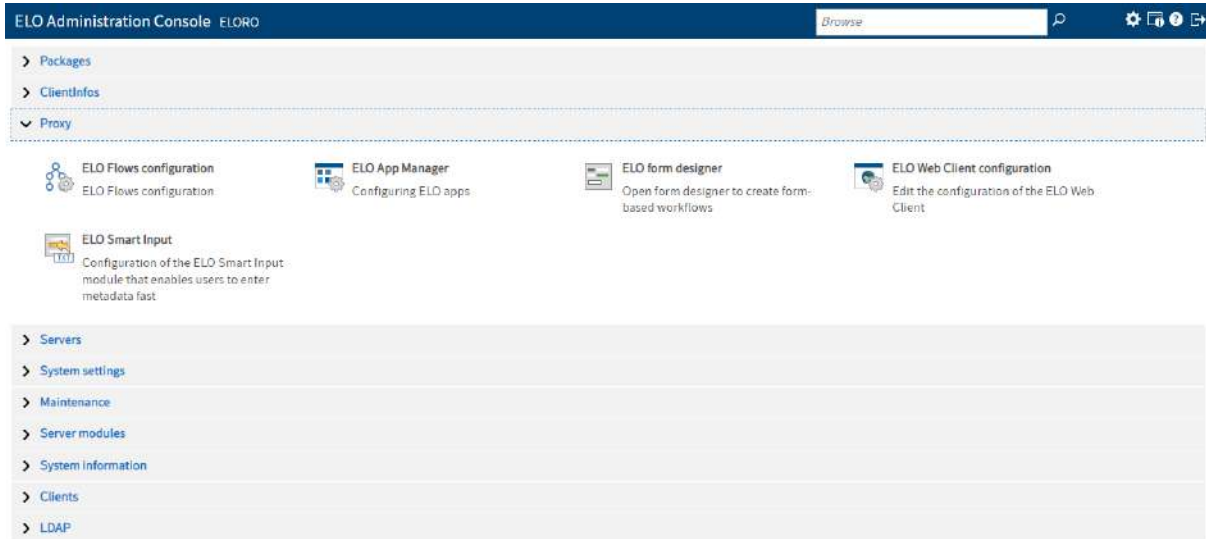 ELO Administration Console ELORO
Browse
Packages
ClientInfos
Proxy
ELO Flows configuration
ELO Flows configuration
ELO App Manager
Configuring ELO apps
ELO form designer
Open form designer to create form-
based workflows
ELO Web Client configuration
Edit the configuration of the ELO Web
Client
ELO Smart Input
Configuration of the ELO Smart Input
module that enables users to enter
metadata fast
Servers
System settings
Maintenance
Server modules
System information
Clients
LDAP